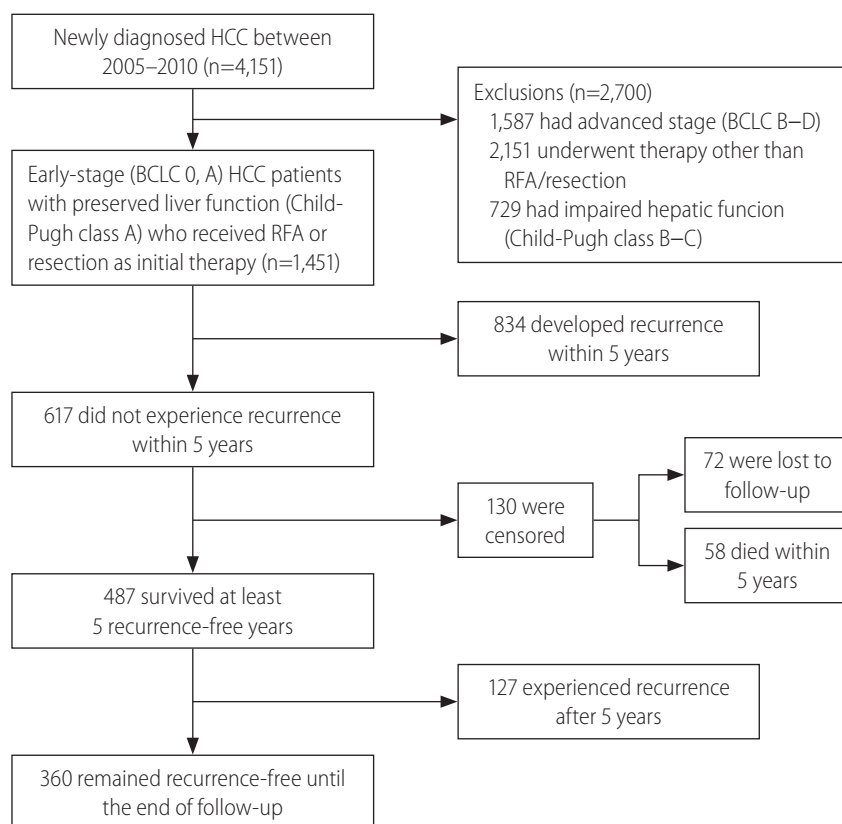 Newly diagnosed HCC between
2005–2010 (n=4,151)
Exclusions (n=2,700)
1,587 had advanced stage (BCLC B–D)
2,151 underwent therapy other than
RFA/resection
729 had impaired hepatic funcion
(Child-Pugh class B–C)
Early-stage (BCLC 0, A) HCC patients
with preserved liver function (Child-
Pugh class A) who received RFA or
resection as initial therapy (n=1,451)
834 developed recurrence
within 5 years
617 did not experience recurrence
within 5 years
130 were
censored
72 were lost to
follow-up
58 died within
5 years
487 survived at least
5 recurrence-free years
127 experienced recurrence
after 5 years
360 remained recurrence-free until
the end of follow-up